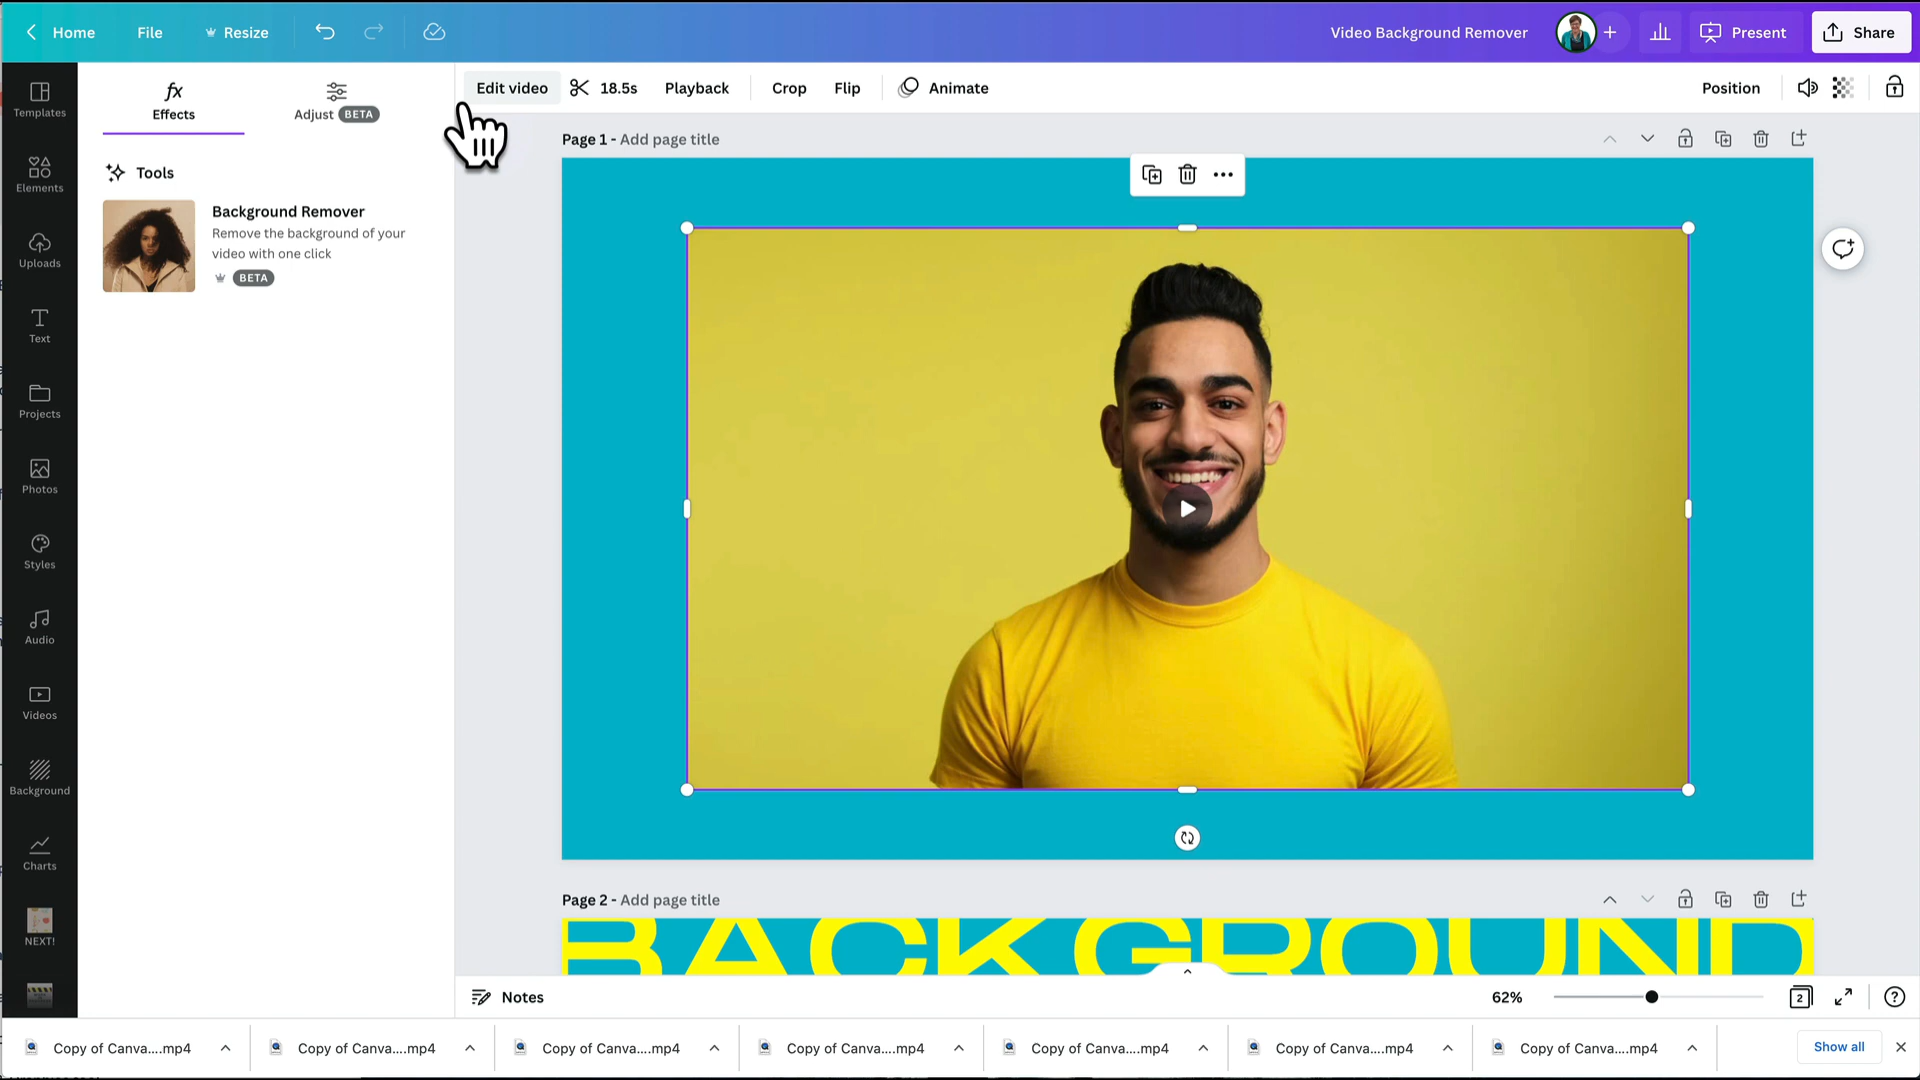 Home
File
Resize
Video Background Remover
Present
Share
Templates
Elements
Uploads
Text
Projects
Photos
Styles
Audio
Videos
Background
Charts
NEXT!
fx
Effects
Adjust BETA
Tools
Background Remover
Remove the background of your
video with one click
BETA
Edit video
18.5s
Playback
Crop
Flip
Animate
Position
Page 1 - Add page title
Page 2 - Add page title
BACKGROUND
Notes
62%
2
?
Copy of Canva....mp4
Copy of Canva....mp4
Copy of Canva....mp4
Copy of Canva....mp4
Copy of Canva....mp4
Copy of Canva....mp4
Copy of Canva....mp4
Show all